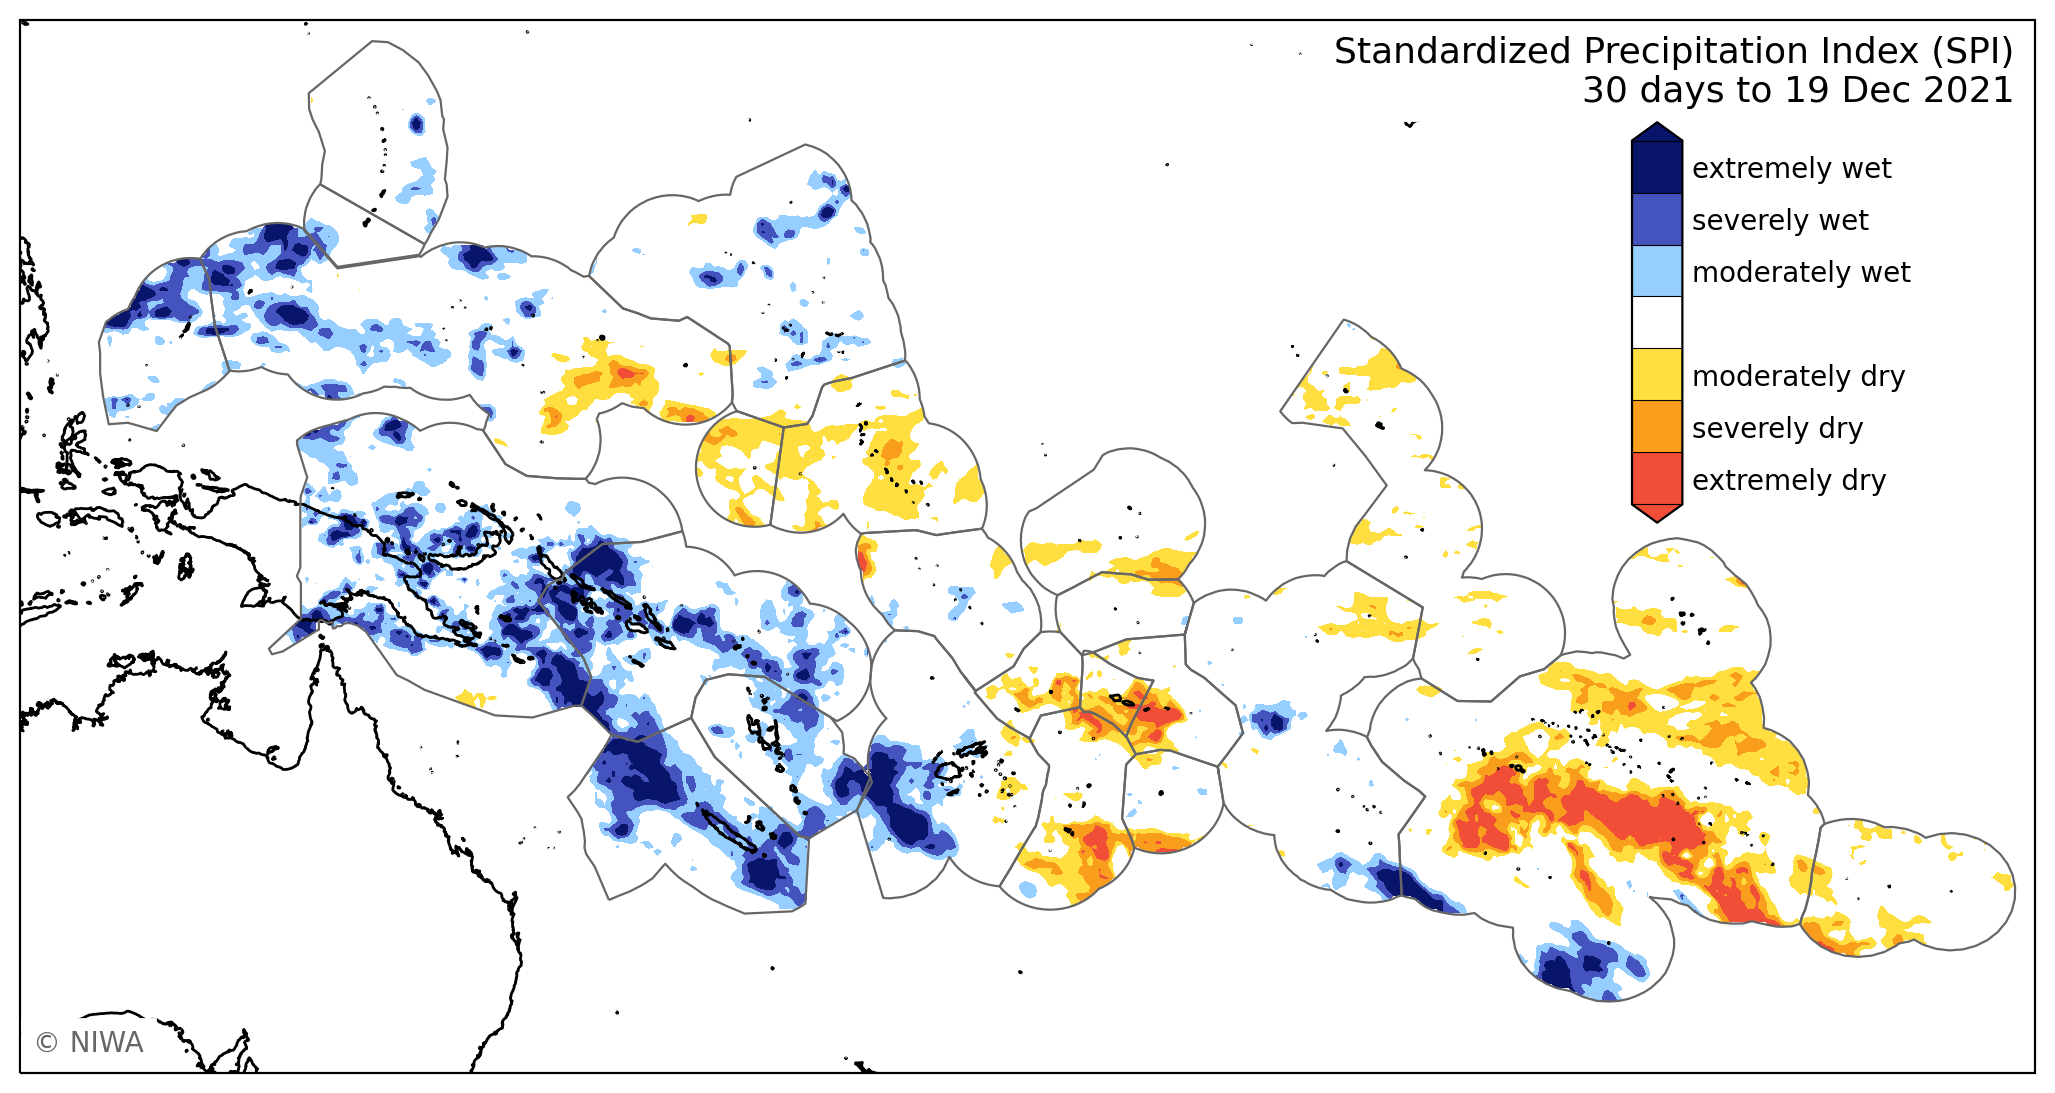 Standardized Precipitation Index (SPI)
30 days to 19 Dec 2021
extremely wet
severely wet
moderately wet
moderately dry
severely dry
extremely dry
© NIWA